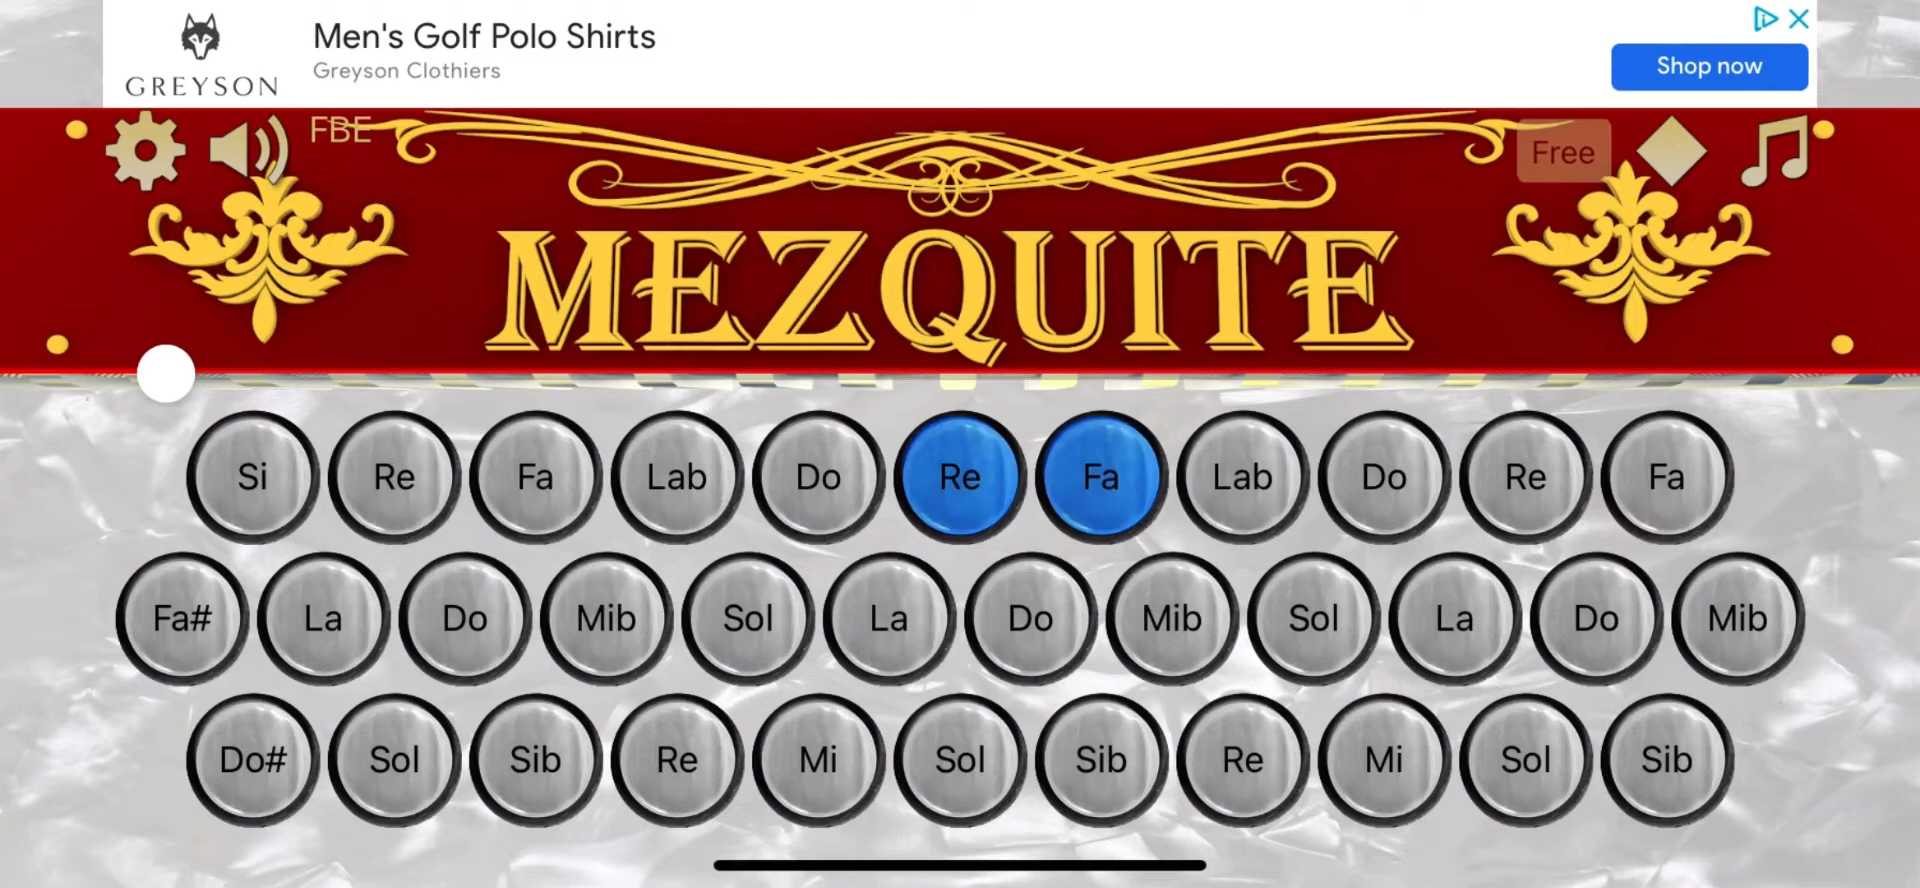 Men's Golf Polo Shirts
Greyson Clothiers
GREYSON
Shop now
FBE
Free
MEZQUITE
Si Re Fa Lab Do Re Fa Lab Do Re Fa
Fa# La Do Mib Sol La Do Mib Sol La Do Mib
Do# Sol Sib Re Mi Sol Sib Re Mi Sol Sib